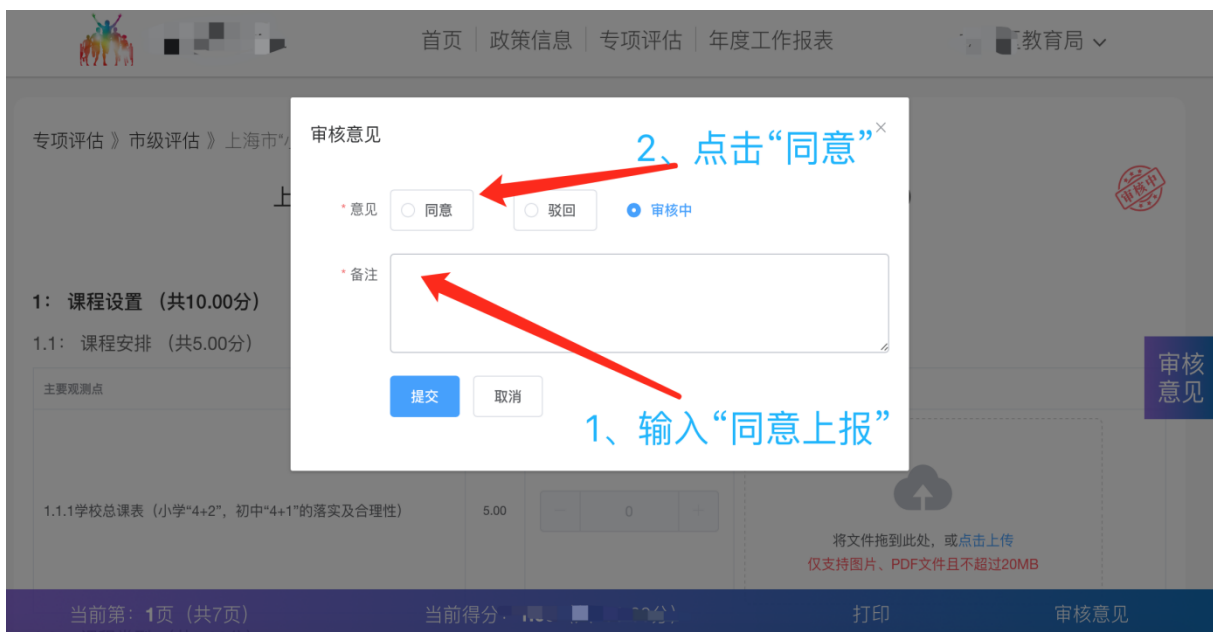 首页 政策信息 专项评估 年度工作报表 教育局
专项评估 》 市级评估 》 上海市“
审核意见
2、点击“同意”
审核中
上
* 意见 同意 驳回 审核中
* 备注
1: 课程设置 (共10.00分)
1.1: 课程安排 (共5.00分)
审核
意见
主要观测点
提交 取消
1、输入“同意上报”
1.1.1学校总课表 (小学“4+2”, 初中“4+1”的落实及合理性) 5.00 0
将文件拖到此处, 或点击上传
仅支持图片、PDF文件且不超过20MB
当前第: 1页 (共7页) 当前得分: 打印 审核意见